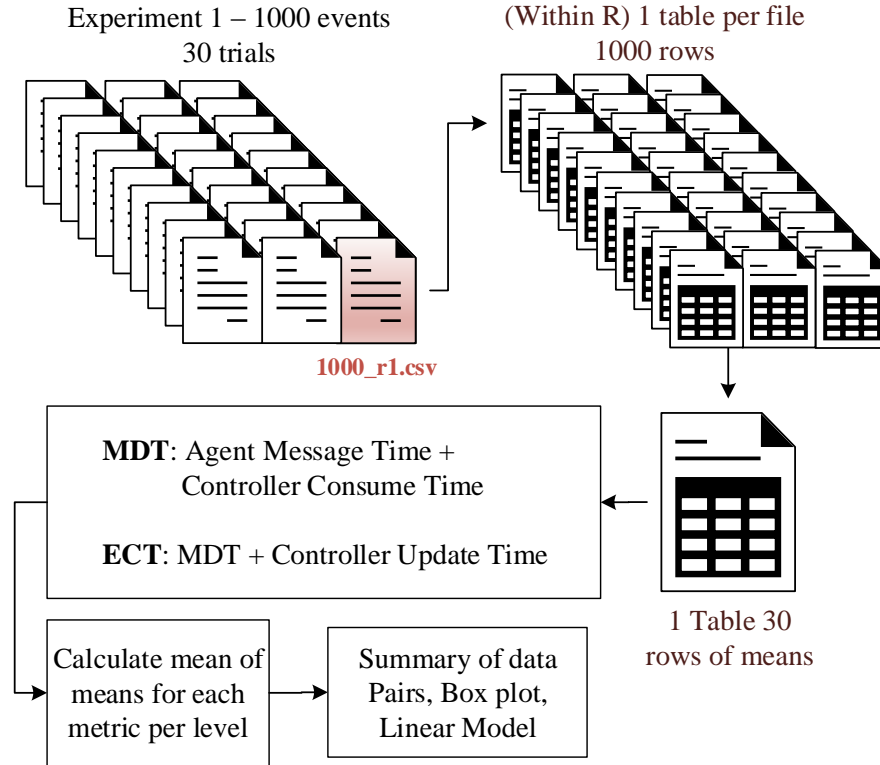 Experiment 1 – 1000 events
30 trials
(Within R) 1 table per file
1000 rows
1000_r1.csv
MDT: Agent Message Time +
Controller Consume Time
ECT: MDT + Controller Update Time
1 Table 30
rows of means
Calculate mean of
means for each
metric per level
Summary of data
Pairs, Box plot,
Linear Model